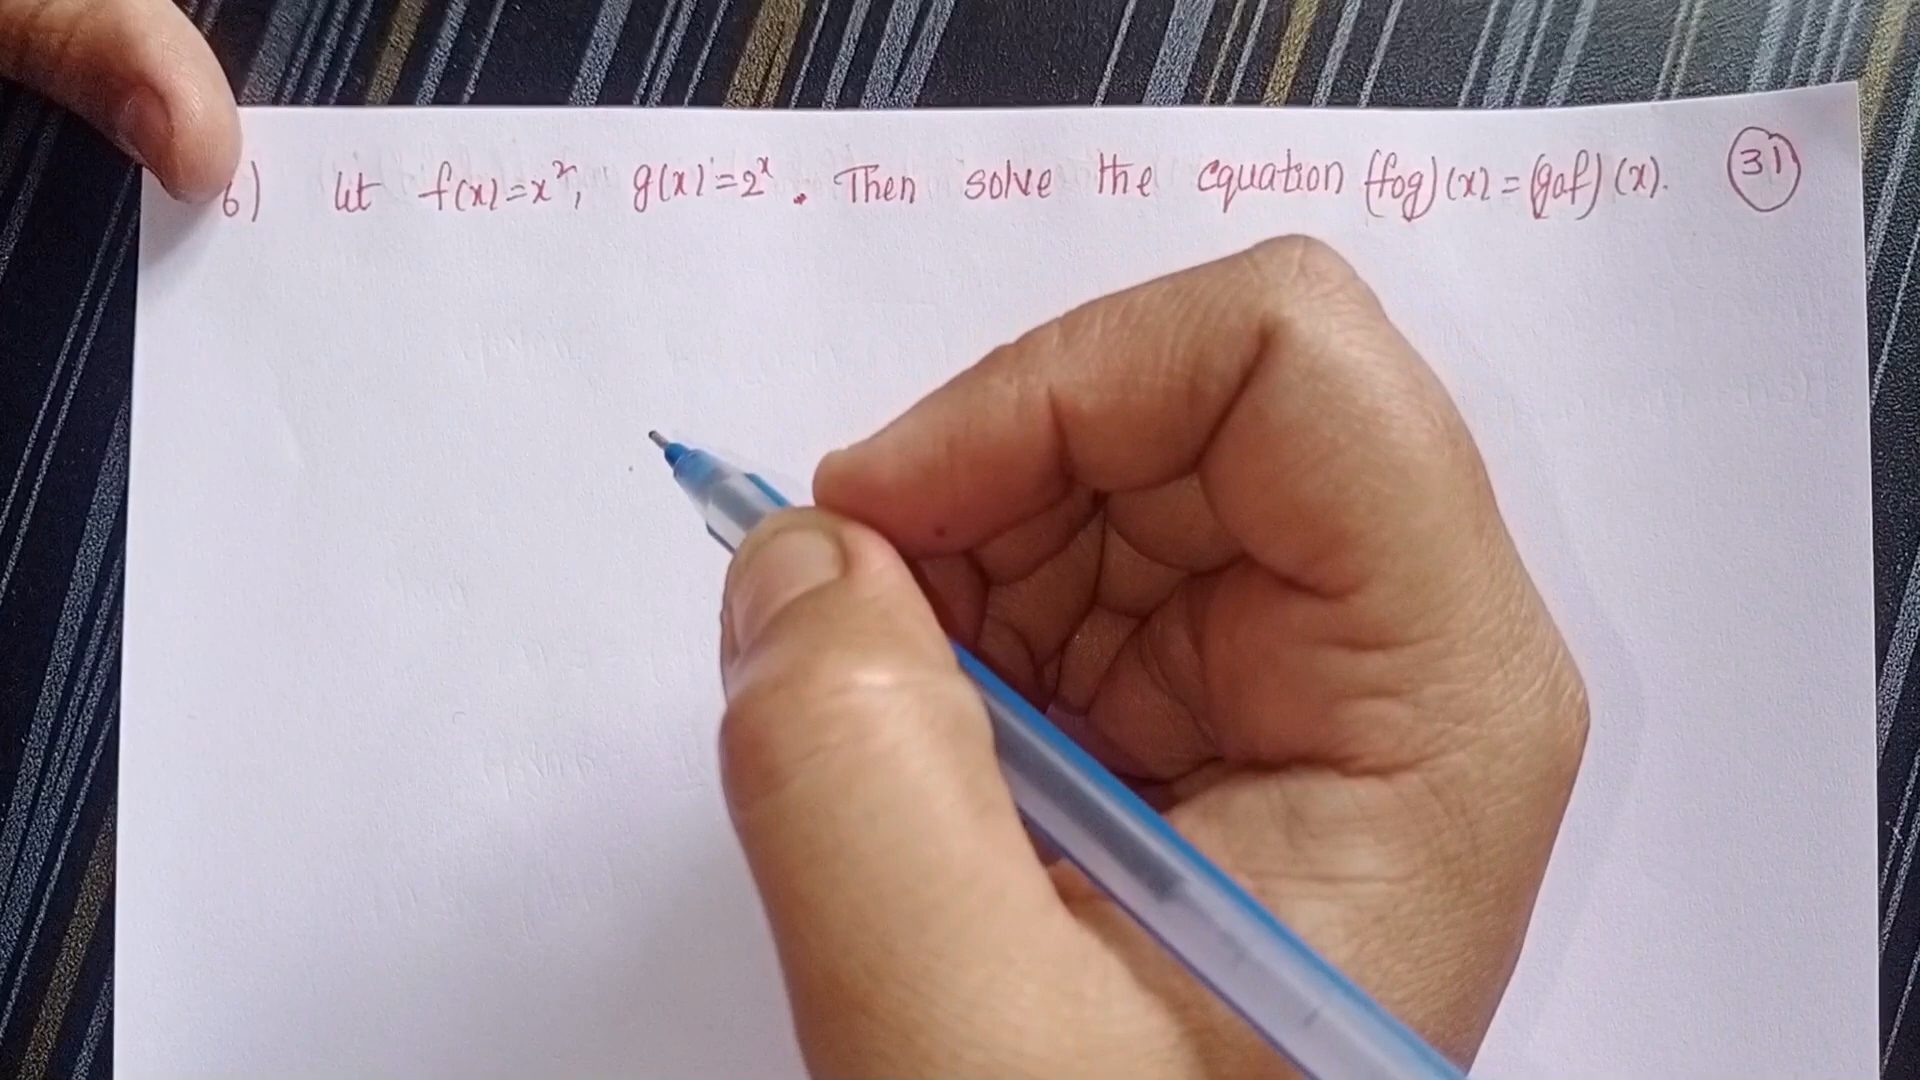 6) let f(x)=x², g(x)=2ˣ. Then solve the equation (fog)(x)=(gof)(x). 31